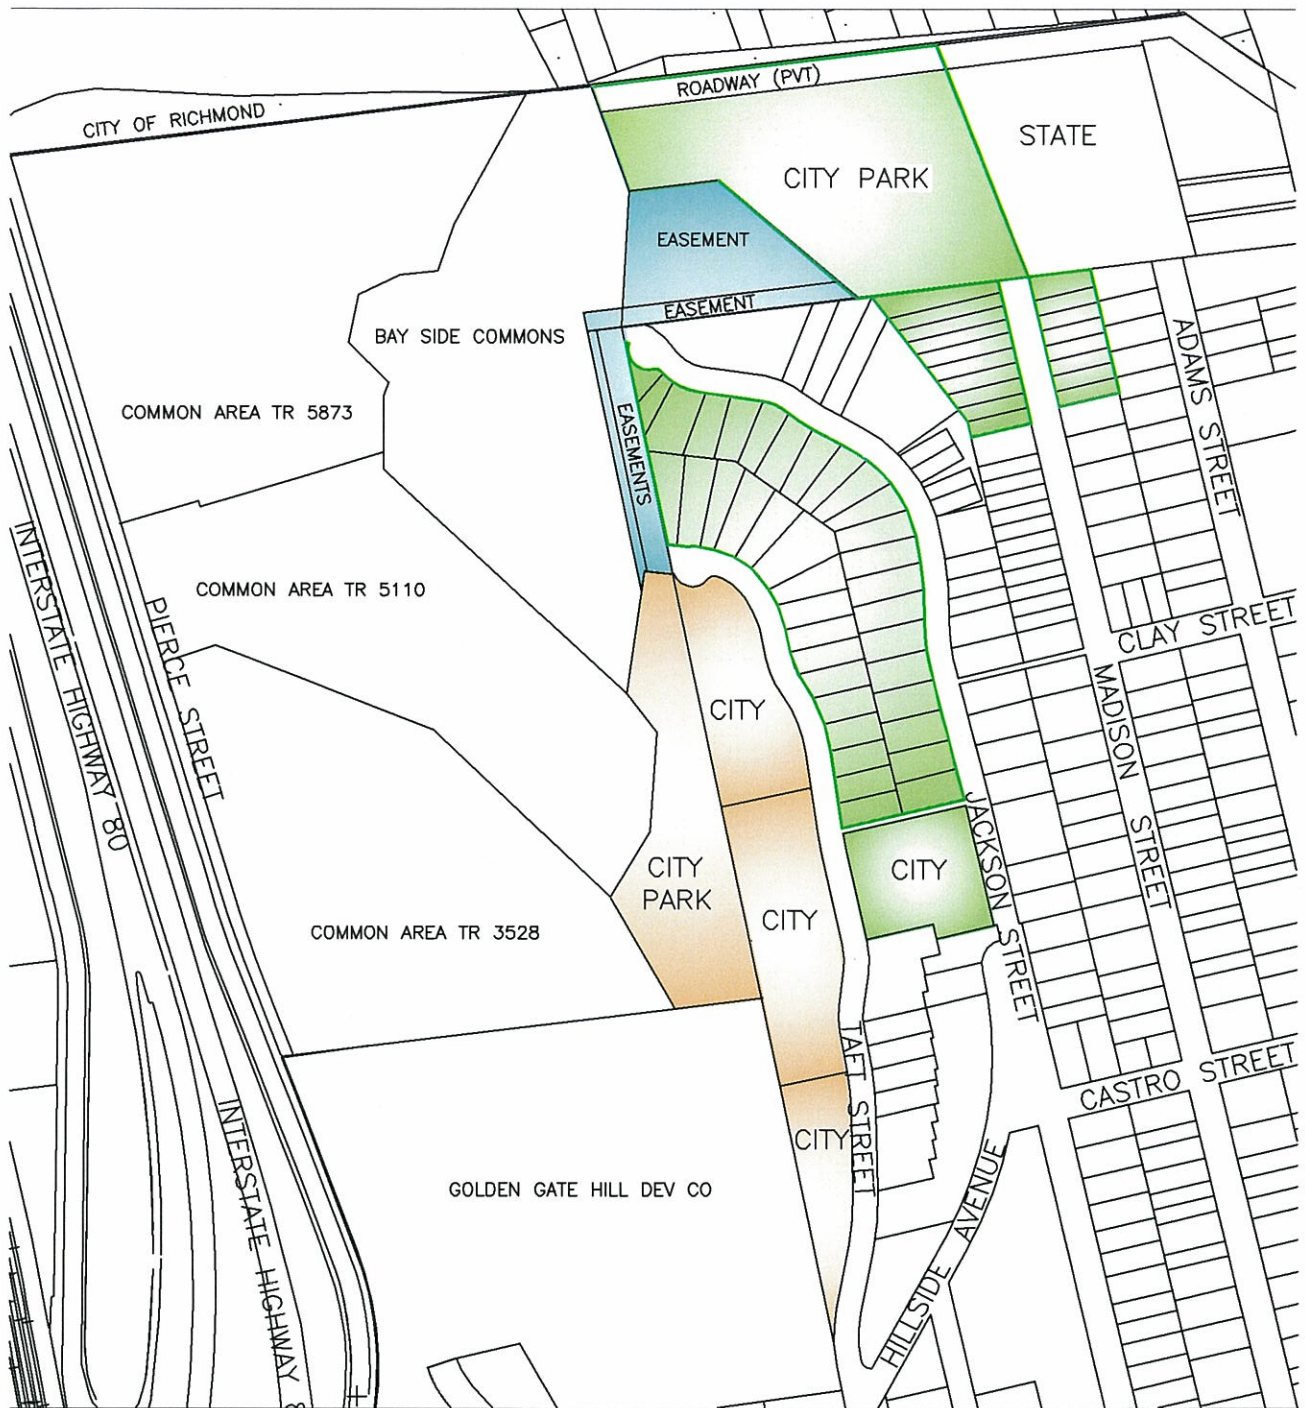 ROADWAY (PVT)
CITY OF RICHMOND
STATE
CITY PARK
EASEMENT
EASEMENT
BAY SIDE COMMONS
ADAMS STREET
COMMON AREA TR 5873
EASEMENTS
INTERSTATE HIGHWAY 80
COMMON AREA TR 5110
PIERCE STREET
CLAY STREET
MADISON STREET
CITY
JACKSON STREET
CITY
PARK
CITY
CITY
COMMON AREA TR 3528
TAFT STREET
CASTRO STREET
CITY
INTERSTATE HIGHWAY 8
GOLDEN GATE HILL DEV CO
HILLSIDE AVENUE